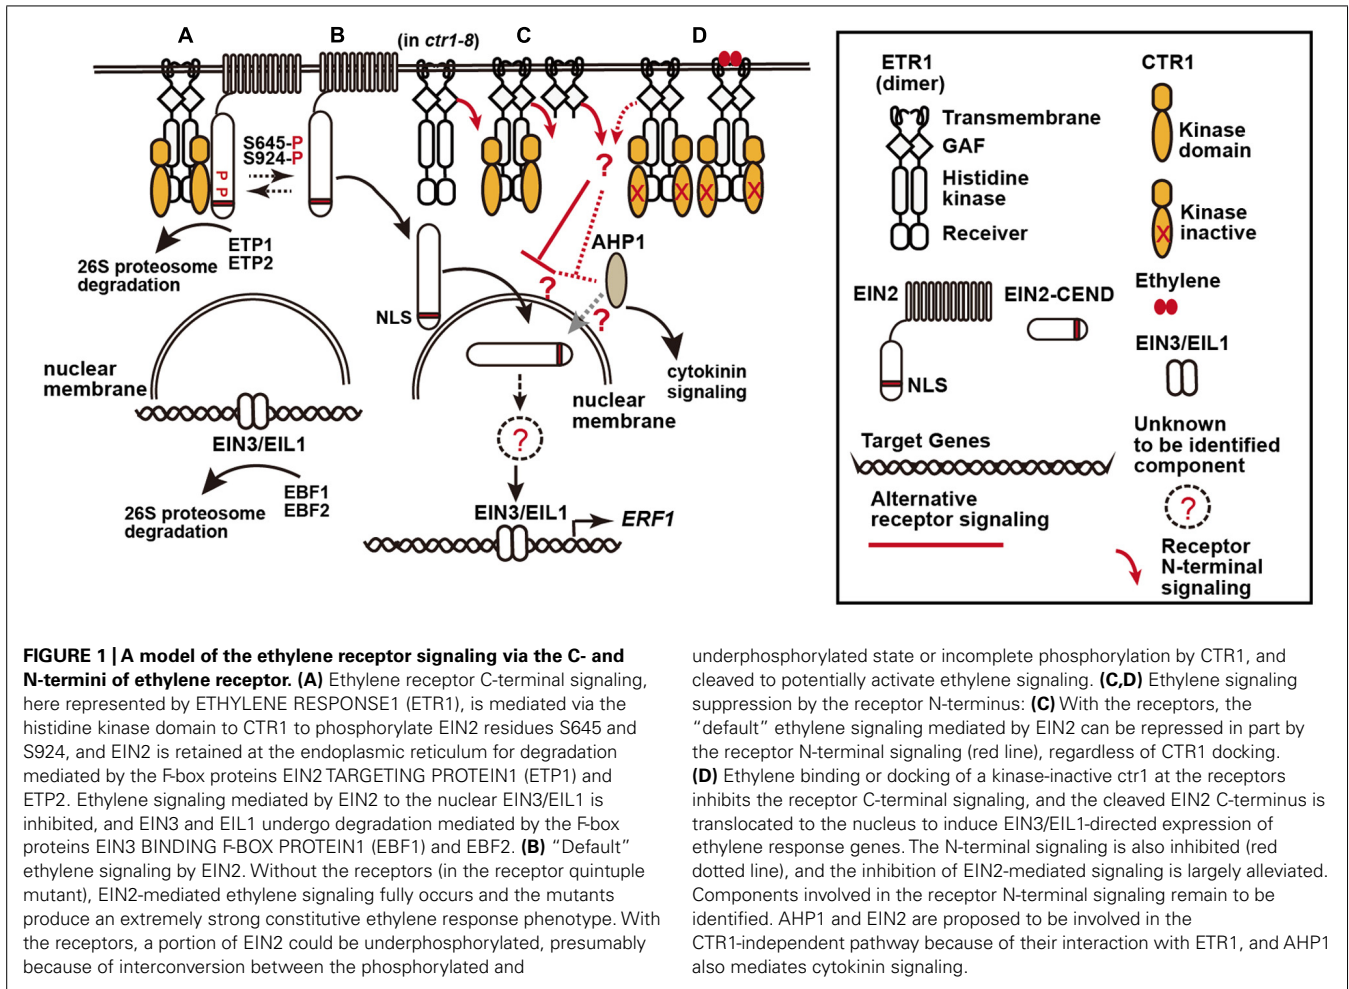 A
B
(in ctr1-8)
C
D
S645-P
S924-P
P P
ETP1
ETP2
26S proteosome
degradation
NLS
nuclear
membrane
EIN3/EIL1
EBF1
EBF2
26S proteosome
degradation
?
?
?
AHP1
cytokinin
signaling
nuclear
membrane
?
EIN3/EIL1
ERF1
X X X X
ETR1
(dimer)
Transmembrane
GAF
Histidine
kinase
Receiver
CTR1
Kinase
domain
X
Kinase
inactive
Ethylene
EIN2
EIN2-CEND
NLS
EIN3/EIL1
Target Genes
Unknown
to be identified
component
?
Alternative
receptor signaling
Receptor
N-terminal
signaling
FIGURE 1 | A model of the ethylene receptor signaling via the C- and
N-termini of ethylene receptor. (A) Ethylene receptor C-terminal signaling,
here represented by ETHYLENE RESPONSE1 (ETR1), is mediated via the
histidine kinase domain to CTR1 to phosphorylate EIN2 residues S645 and
S924, and EIN2 is retained at the endoplasmic reticulum for degradation
mediated by the F-box proteins EIN2 TARGETING PROTEIN1 (ETP1) and
ETP2. Ethylene signaling mediated by EIN2 to the nuclear EIN3/EIL1 is
inhibited, and EIN3 and EIL1 undergo degradation mediated by the F-box
proteins EIN3 BINDING F-BOX PROTEIN1 (EBF1) and EBF2. (B) “Default”
ethylene signaling by EIN2. Without the receptors (in the receptor quintuple
mutant), EIN2-mediated ethylene signaling fully occurs and the mutants
produce an extremely strong constitutive ethylene response phenotype. With
the receptors, a portion of EIN2 could be underphosphorylated, presumably
because of interconversion between the phosphorylated and
underphosphorylated state or incomplete phosphorylation by CTR1, and
cleaved to potentially activate ethylene signaling. (C,D) Ethylene signaling
suppression by the receptor N-terminus: (C) With the receptors, the
“default” ethylene signaling mediated by EIN2 can be repressed in part by
the receptor N-terminal signaling (red line), regardless of CTR1 docking.
(D) Ethylene binding or docking of a kinase-inactive ctr1 at the receptors
inhibits the receptor C-terminal signaling, and the cleaved EIN2 C-terminus is
translocated to the nucleus to induce EIN3/EIL1-directed expression of
ethylene response genes. The N-terminal signaling is also inhibited (red
dotted line), and the inhibition of EIN2-mediated signaling is largely alleviated.
Components involved in the receptor N-terminal signaling remain to be
identified. AHP1 and EIN2 are proposed to be involved in the
CTR1-independent pathway because of their interaction with ETR1, and AHP1
also mediates cytokinin signaling.